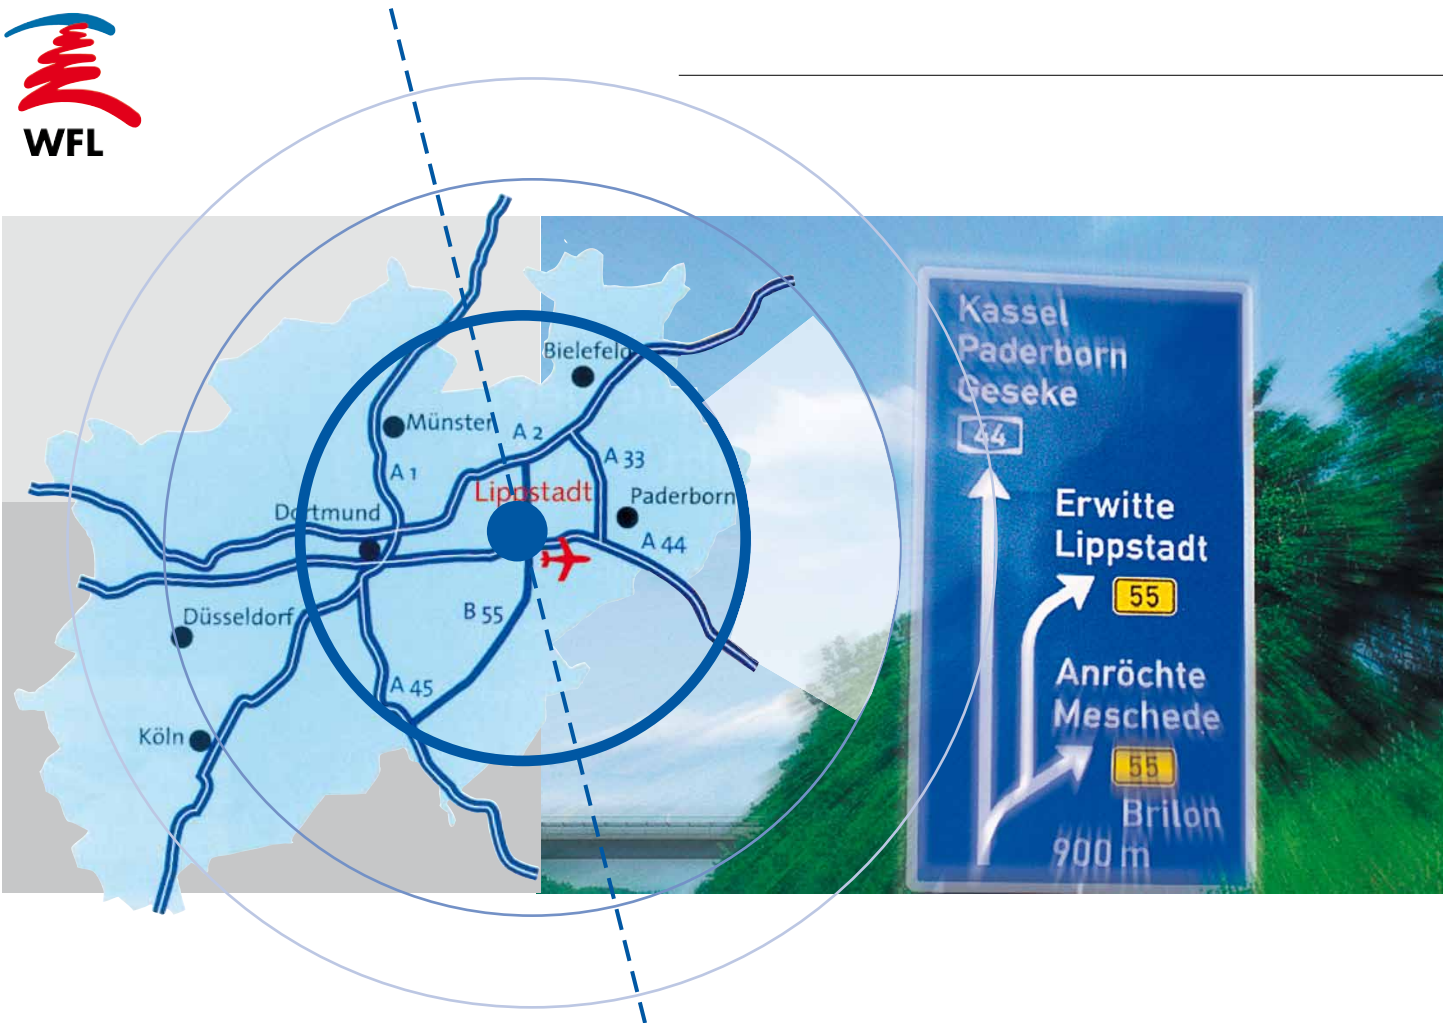 WFL
Bielefeld
Münster
A 2
A 1
A 33
Lippstadt
Paderborn
Dortmund
A 44
Düsseldorf
B 55
A 45
Köln
Kassel
Paderborn
Geseke
44
Erwitte
Lippstadt
55
Anröchte
Meschede
55
Brilon
900 m